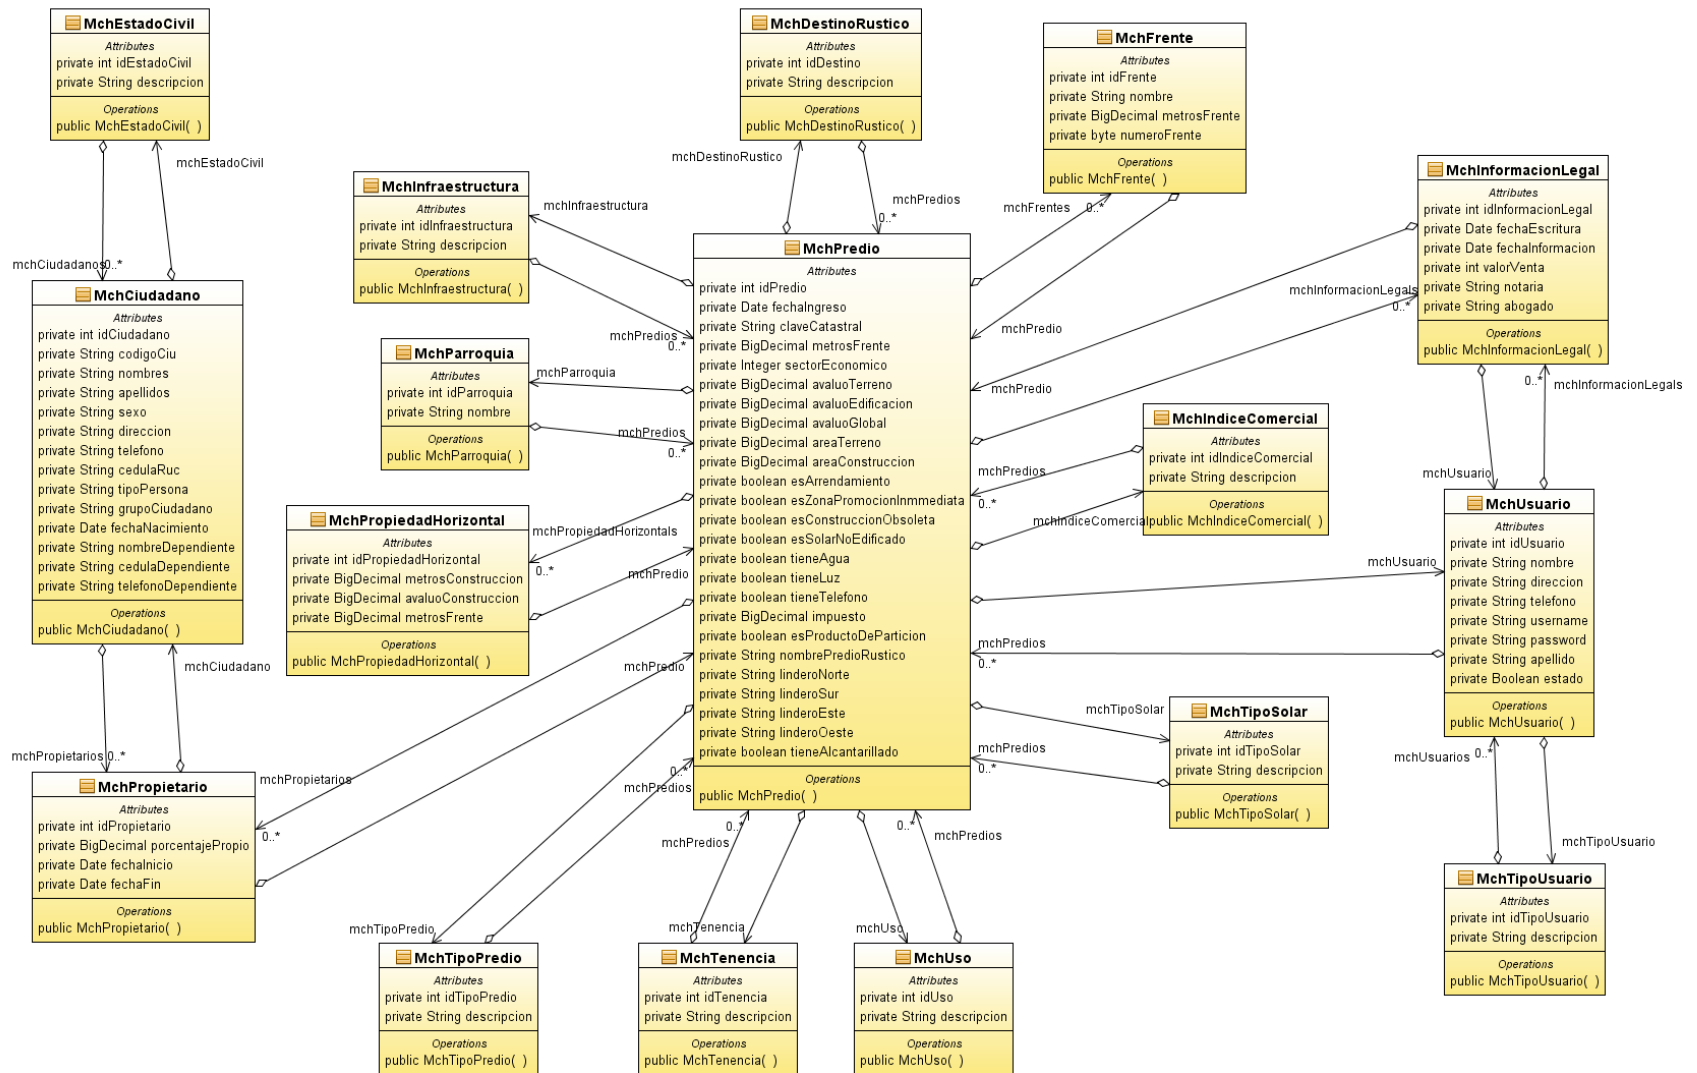 MchEstadoCivil
Attributes
private int idEstadoCivil
private String descripcion
Operations
public MchEstadoCivil( )
mchEstadoCivil
mchCiudadanos
0..*
MchCiudadano
Attributes
private int idCiudadano
private String codigoCiu
private String nombres
private String apellidos
private String sexo
private String direccion
private String telefono
private String cedulaRuc
private String tipoPersona
private String grupoCiudadano
private Date fechaNacimiento
private String nombreDependiente
private String cedulaDependiente
private String telefonoDependiente
Operations
public MchCiudadano( )
mchCiudadano
mchPropietarios
0..*
MchPropietario
Attributes
private int idPropietario
private BigDecimal porcentajePropio
private Date fechaInicio
private Date fechaFin
Operations
public MchPropietario( )
mchPropietarios
0..*
mchPredio
MchInfraestructura
Attributes
private int idInfraestructura
private String descripcion
Operations
public MchInfraestructura( )
mchInfraestructura
mchPredios
0..*
MchParroquia
Attributes
private int idParroquia
private String nombre
Operations
public MchParroquia( )
mchParroquia
mchPredios
0..*
MchPropiedadHorizontal
Attributes
private int idPropiedadHorizontal
private BigDecimal metrosConstruccion
private BigDecimal avaluoConstruccion
private BigDecimal metrosFrente
Operations
public MchPropiedadHorizontal( )
mchPropiedadHorizontals
0..*
mchPredio
MchDestinoRustico
Attributes
private int idDestino
private String descripcion
Operations
public MchDestinoRustico( )
mchDestinoRustico
mchPredios
0..*
MchFrente
Attributes
private int idFrente
private String nombre
private BigDecimal metrosFrente
private byte numeroFrente
Operations
public MchFrente( )
mchFrentes
0..*
mchPredio
MchPredio
Attributes
private int idPredio
private Date fechaIngreso
private String claveCatastral
private BigDecimal metrosFrente
private Integer sectorEconomico
private BigDecimal avaluoTerreno
private BigDecimal avaluoEdificacion
private BigDecimal avaluoGlobal
private BigDecimal areaTerreno
private BigDecimal areaConstruccion
private boolean esArrendamiento
private boolean esZonaPromocionInmmediata
private boolean esConstruccionObsoleta
private boolean esSolarNoEdificado
private boolean tieneAgua
private boolean tieneLuz
private boolean tieneTelefono
private BigDecimal impuesto
private boolean esProductoDeParticion
private String nombrePredioRustico
private String linderoNorte
private String linderoSur
private String linderoEste
private String linderoOeste
private boolean tieneAlcantarillado
Operations
public MchPredio( )
MchInformacionLegal
Attributes
private int idInformacionLegal
private Date fechaEscritura
private Date fechaInformacion
private int valorVenta
private String notaria
private String abogado
Operations
public MchInformacionLegal( )
mchInformacionLegals
0..*
mchPredio
mchUsuario
0..*
mchInformacionLegals
MchIndiceComercial
Attributes
private int idIndiceComercial
private String descripcion
Operations
public MchIndiceComercial( )
mchPredios
0..*
mchIndiceComercial
MchUsuario
Attributes
private int idUsuario
private String nombre
private String direccion
private String telefono
private String username
private String password
private String apellido
private Boolean estado
Operations
public MchUsuario( )
mchUsuario
mchPredios
0..*
MchTipoSolar
Attributes
private int idTipoSolar
private String descripcion
Operations
public MchTipoSolar( )
mchTipoSolar
mchPredios
0..*
mchUsuarios
0..*
mchTipoUsuario
MchTipoUsuario
Attributes
private int idTipoUsuario
private String descripcion
Operations
public MchTipoUsuario( )
0..*
mchPredios
mchTipoPredio
MchTipoPredio
Attributes
private int idTipoPredio
private String descripcion
Operations
public MchTipoPredio( )
0..*
mchPredios
mchTenencia
MchTenencia
Attributes
private int idTenencia
private String descripcion
Operations
public MchTenencia( )
0..*
mchPredios
mchUso
MchUso
Attributes
private int idUso
private String descripcion
Operations
public MchUso( )